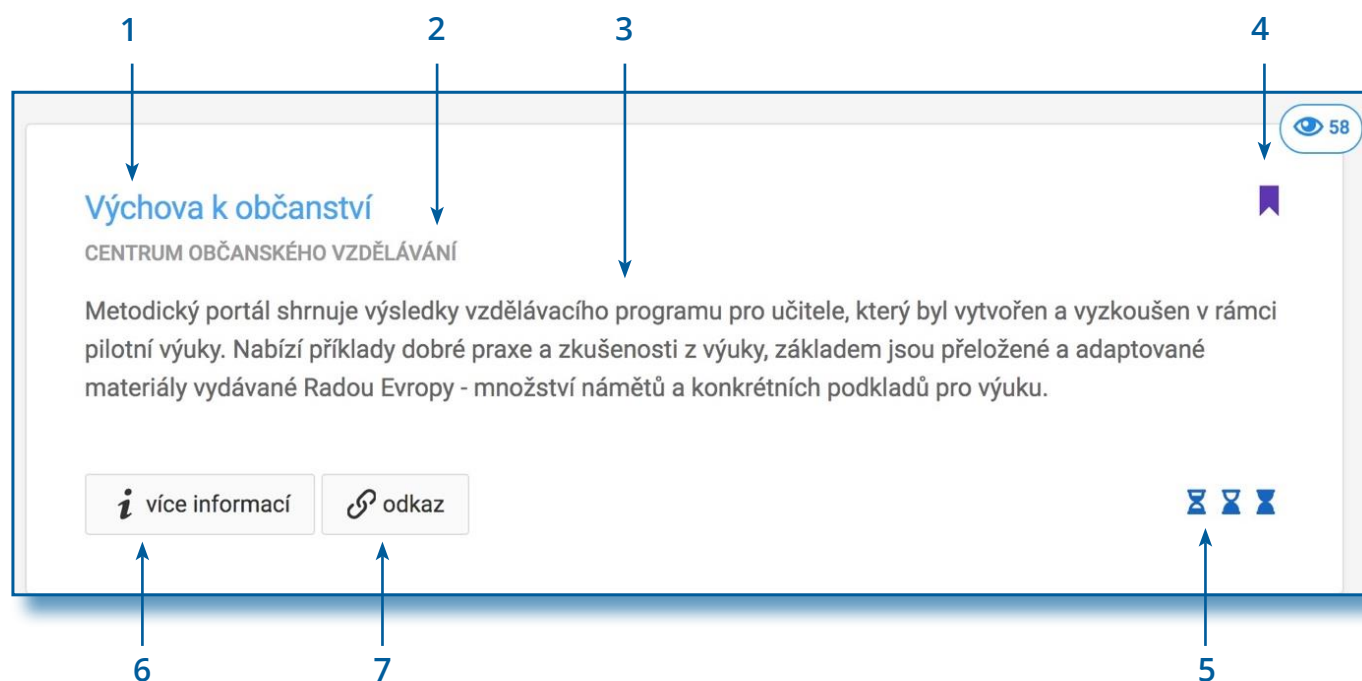 1 2 3 4
58
Výchova k občanství
CENTRUM OBČANSKÉHO VZDĚLÁVÁNÍ
Metodický portál shrnuje výsledky vzdělávacího programu pro učitele, který byl vytvořen a vyzkoušen v rámci
pilotní výuky. Nabízí příklady dobré praxe a zkušenosti z výuky, základem jsou přeložené a adaptované
materiály vydávané Radou Evropy - množství námětů a konkrétních podkladů pro výuku.
více informací odkaz
6 7 5